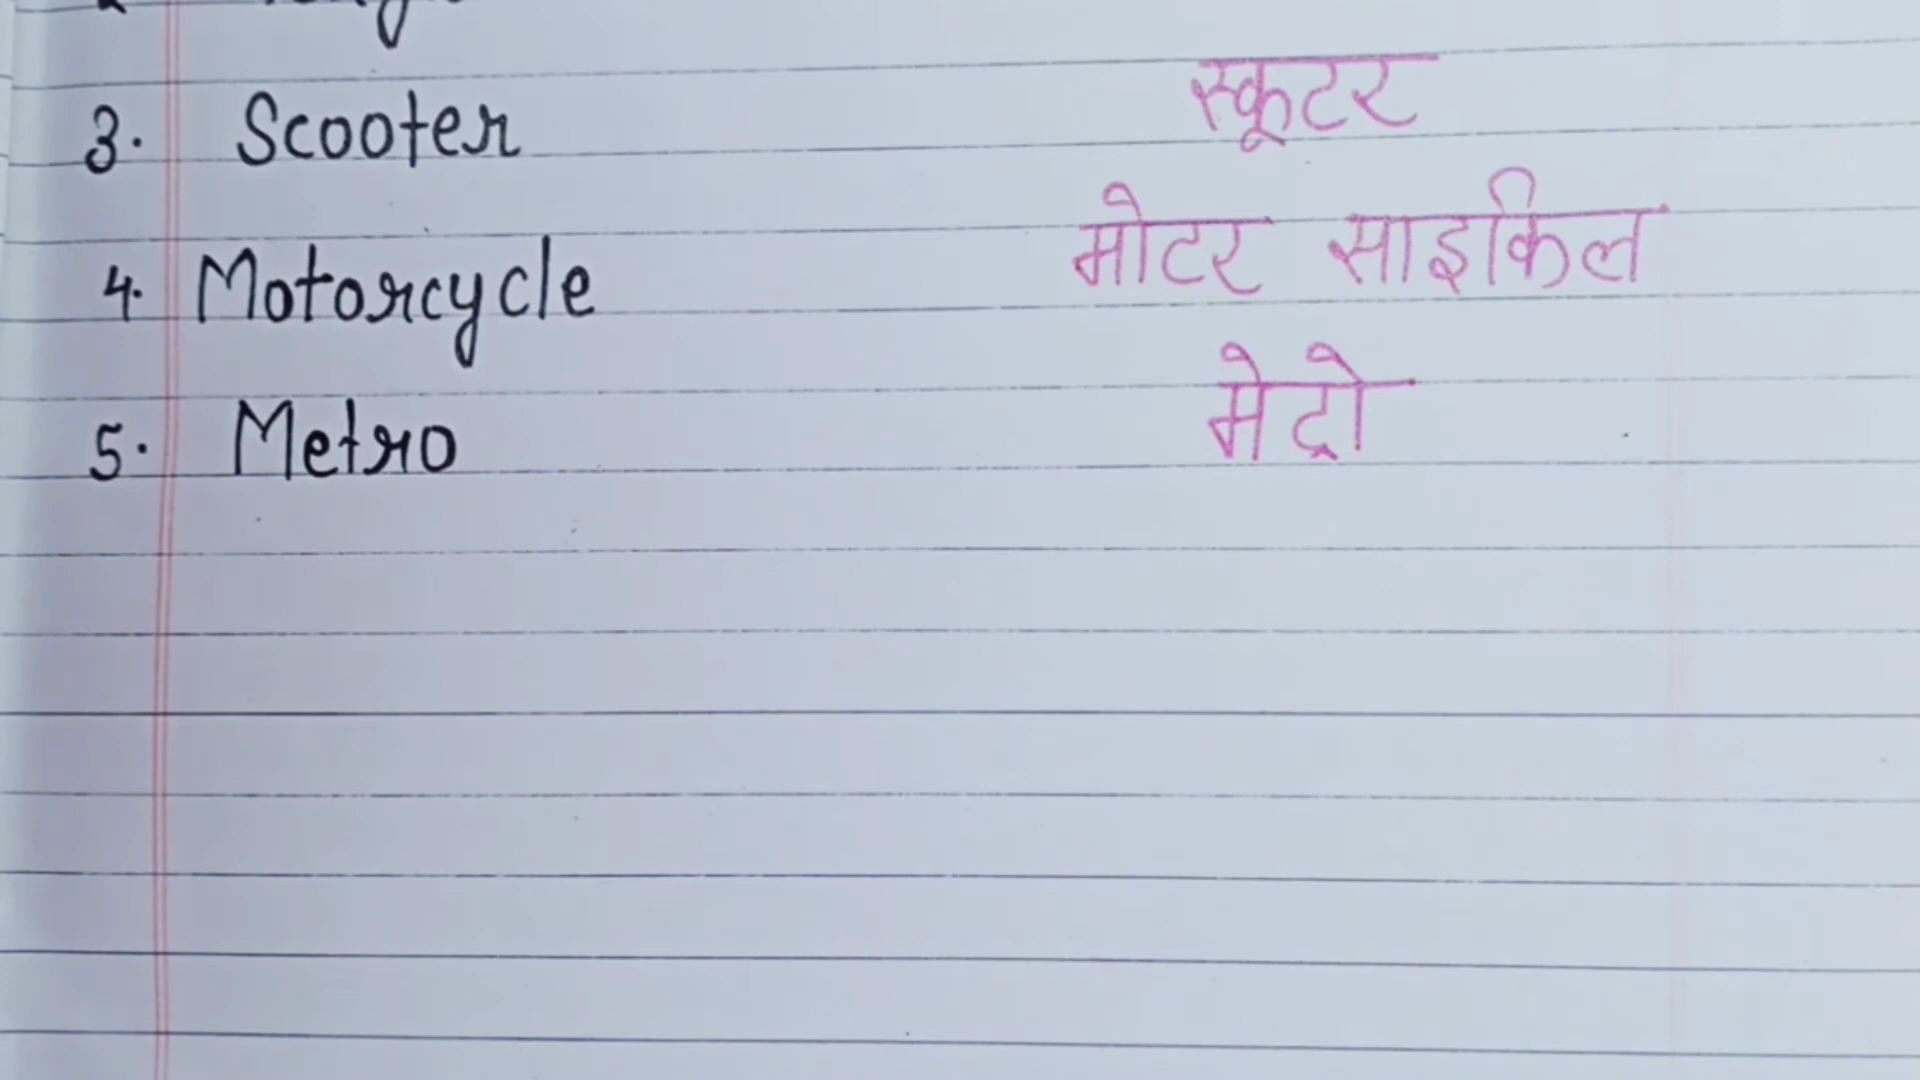 3. Scooter स्कूटर
4. Motorcycle मोटर साइकिल
5. Metro मेट्रो